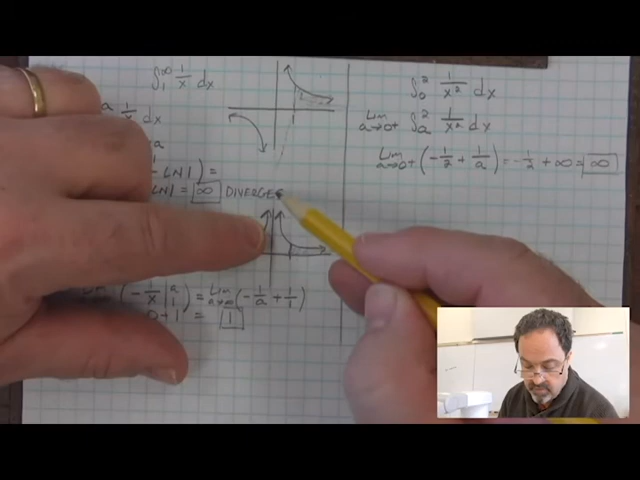 ∫₁^∞ 1/x dx
a 1/x dx
a
- LN1) =
LN1 = ∞ DIVERGES
(-1/x |₁^a) = Lim a→∞ (-1/a + 1/1)
0+1 = 1
1
∫₀² 1/x² dx
Lim a→0+ ∫ₐ² 1/x² dx
Lim a→0+ (-1/2 + 1/a) = -1/2 + ∞ = ∞